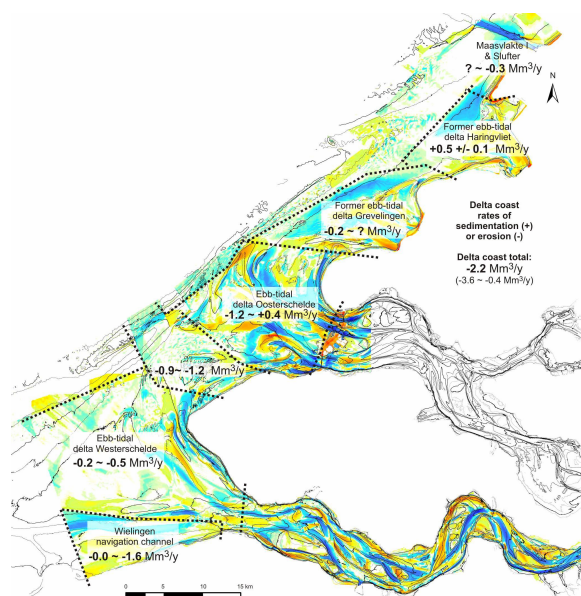 Maasvlakte I
& Slufter
? ~ -0.3 Mm³/y
N
Former ebb-tidal
delta Haringvliet
+0.5 +/- 0.1 Mm³/y
Former ebb-tidal
delta Grevelingen
-0.2 ~ ? Mm³/y
Delta coast
rates of
sedimentation (+)
or erosion (-)
Delta coast total:
-2.2 Mm³/y
(-3.6 ~ -0.4 Mm³/y)
Ebb-tidal
delta Oosterschelde
-1.2 ~ +0.4 Mm³/y
-0.9~ -1.2 Mm³/y
Ebb-tidal
delta Westerschelde
-0.2 ~ -0.5 Mm³/y
Wielingen
navigation channel
-0.0 ~ -1.6 Mm³/y
0 5 10 15 km